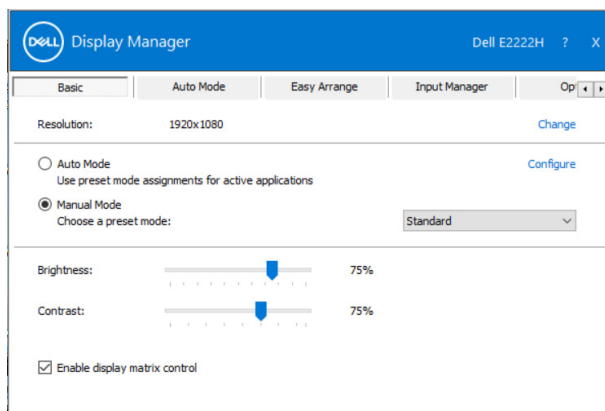 DELL Display Manager Dell E2222H ? X
Basic Auto Mode Easy Arrange Input Manager Op
Resolution: 1920x1080 Change
Auto Mode Configure
Use preset mode assignments for active applications
Manual Mode
Choose a preset mode: Standard
Brightness: 75%
Contrast: 75%
Enable display matrix control